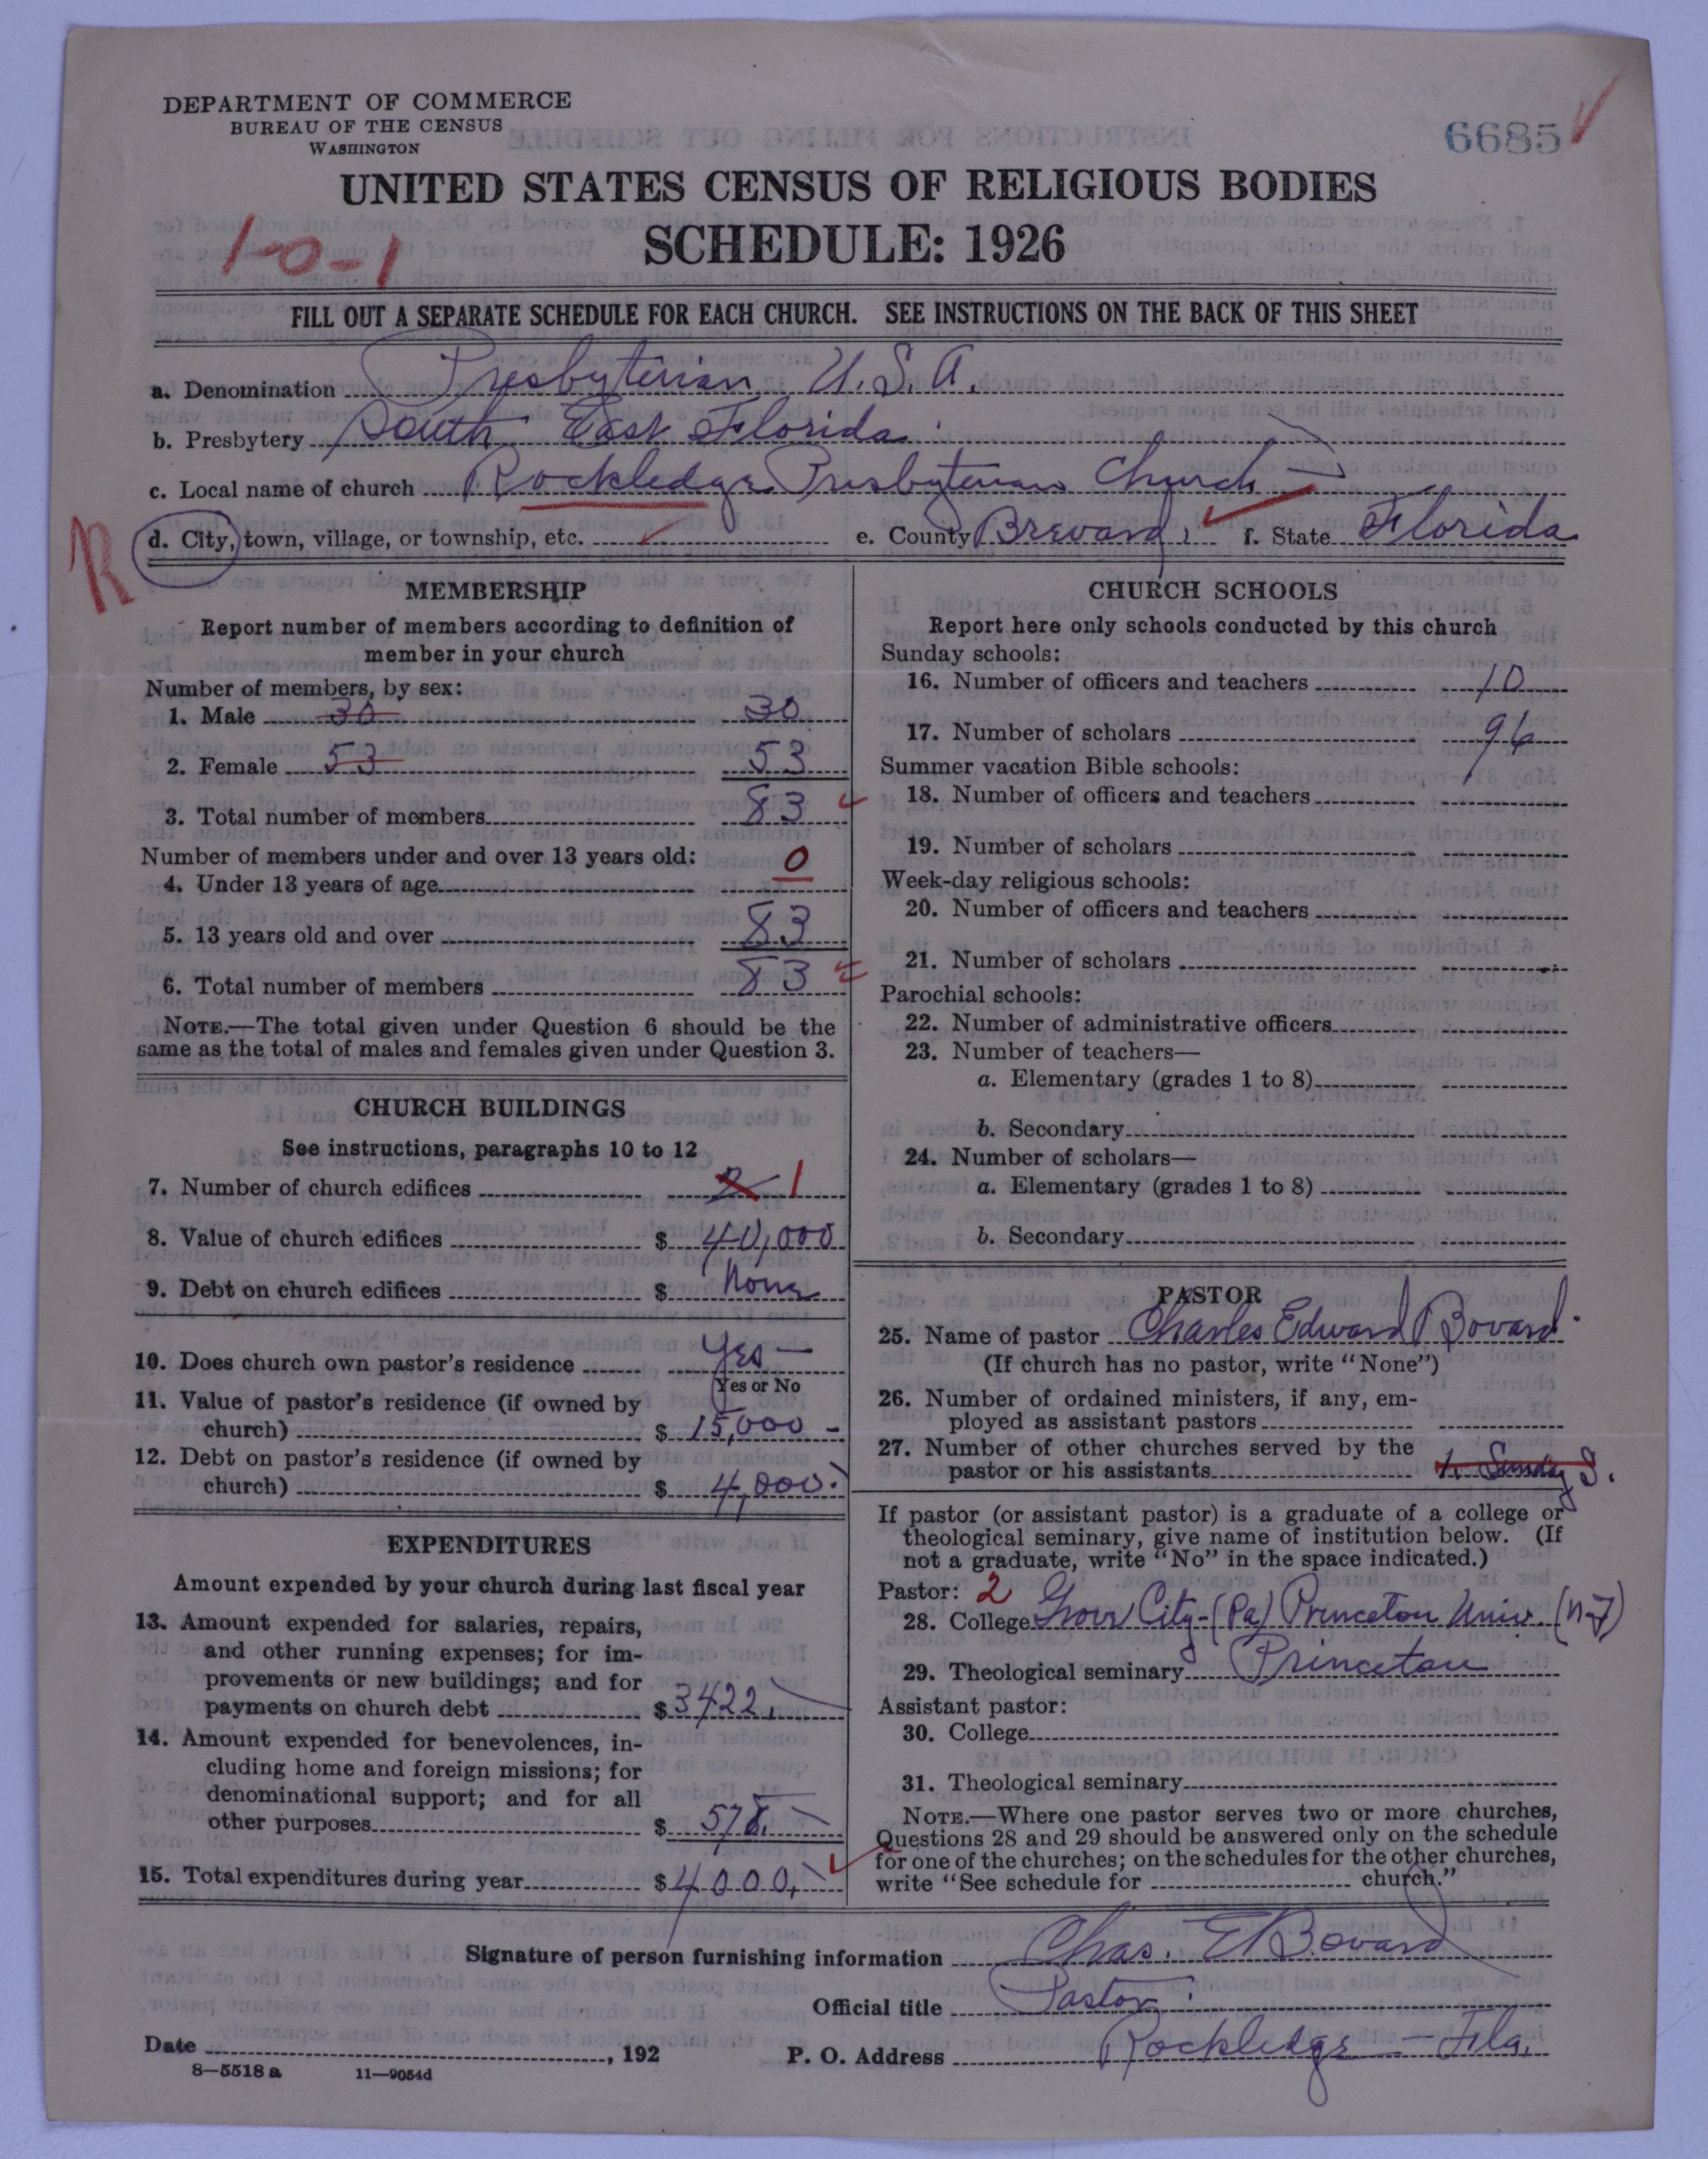 DEPARTMENT OF COMMERCE
BUREAU OF THE CENSUS
WASHINGTON
6685
UNITED STATES CENSUS OF RELIGIOUS BODIES
1-0-1
SCHEDULE: 1926
FILL OUT A SEPARATE SCHEDULE FOR EACH CHURCH. SEE INSTRUCTIONS ON THE BACK OF THIS SHEET
a. Denomination Presbyterian U.S.A.
b. Presbytery South East Florida
c. Local name of church Rockledge Presbyterian Church
R
d. City, town, village, or township, etc. e. County Brevard, f. State Florida
MEMBERSHIP
Report number of members according to definition of
member in your church
Number of members, by sex:
1. Male 30 30
2. Female 53 53
3. Total number of members 83
Number of members under and over 13 years old:
4. Under 13 years of age 0
5. 13 years old and over 83
6. Total number of members 83
NOTE.—The total given under Question 6 should be the
same as the total of males and females given under Question 3.
CHURCH BUILDINGS
See instructions, paragraphs 10 to 12
7. Number of church edifices 2 1
8. Value of church edifices $ 40,000
9. Debt on church edifices $ None
10. Does church own pastor's residence Yes —
Yes or No
11. Value of pastor's residence (if owned by
church) $ 15,000 -
12. Debt on pastor's residence (if owned by
church) $ 4,000.
EXPENDITURES
Amount expended by your church during last fiscal year
13. Amount expended for salaries, repairs,
and other running expenses; for im-
provements or new buildings; and for
payments on church debt $ 3422.
14. Amount expended for benevolences, in-
cluding home and foreign missions; for
denominational support; and for all
other purposes $ 578.
15. Total expenditures during year $ 4000.
CHURCH SCHOOLS
Report here only schools conducted by this church
Sunday schools:
16. Number of officers and teachers 10
17. Number of scholars 96
Summer vacation Bible schools:
18. Number of officers and teachers
19. Number of scholars
Week-day religious schools:
20. Number of officers and teachers
21. Number of scholars
Parochial schools:
22. Number of administrative officers
23. Number of teachers—
a. Elementary (grades 1 to 8)
b. Secondary
24. Number of scholars—
a. Elementary (grades 1 to 8)
b. Secondary
PASTOR
25. Name of pastor Charles Edward Bovard
(If church has no pastor, write "None")
26. Number of ordained ministers, if any, em-
ployed as assistant pastors
27. Number of other churches served by the
pastor or his assistants 1. Sunday S.
If pastor (or assistant pastor) is a graduate of a college or
theological seminary, give name of institution below. (If
not a graduate, write "No" in the space indicated.)
Pastor: 2
28. College Grove City-(Pa) Princeton Univ. (N-J)
29. Theological seminary Princeton
Assistant pastor:
30. College
31. Theological seminary
NOTE.—Where one pastor serves two or more churches,
Questions 28 and 29 should be answered only on the schedule
for one of the churches; on the schedules for the other churches,
write "See schedule for church."
Signature of person furnishing information Chas. E Bovard
Official title Pastor
Date , 192 P. O. Address Rockledge — Fla.
8—5518 a 11—9054d